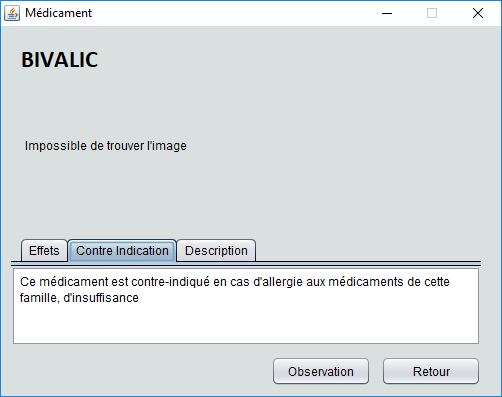 Médicament
BIVALIC
Impossible de trouver l'image
Effets
Contre Indication
Description
Ce médicament est contre-indiqué en cas d'allergie aux médicaments de cette
famille, d'insuffisance
Observation
Retour